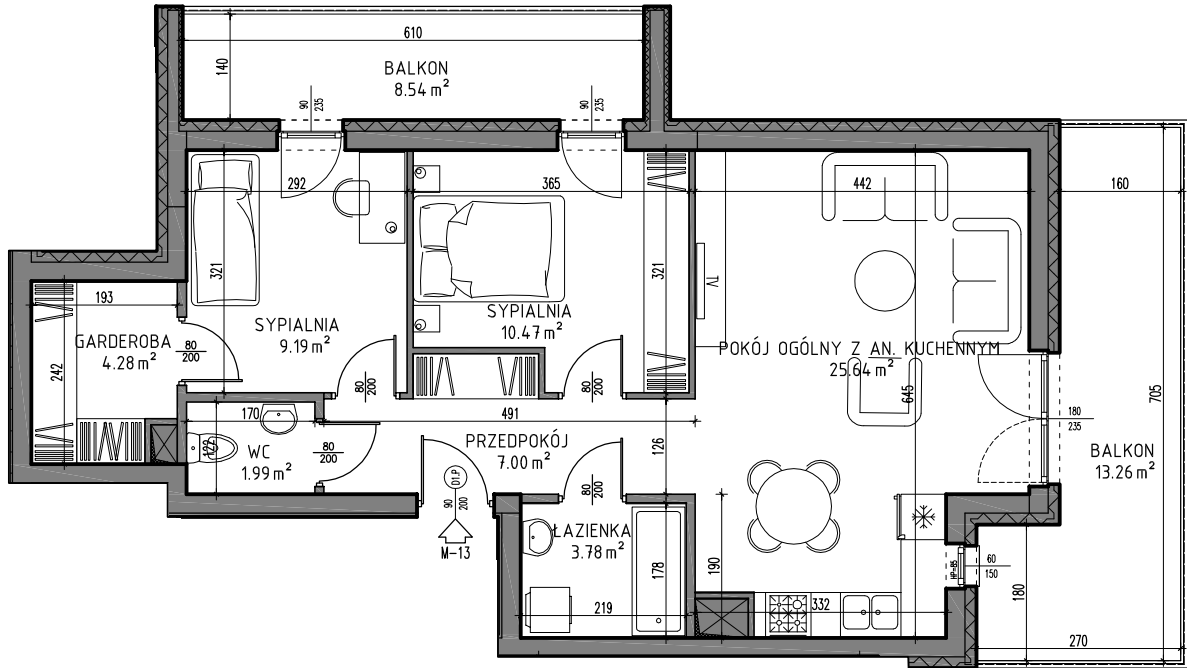 610
140
BALKON
8.54 m²
90
235
90
235
292
365
442
160
321
321
TV
193
GARDEROBA
4.28 m²
242
80
200
SYPIALNIA
9.19 m²
SYPIALNIA
10.47 m²
POKÓJ OGÓLNY Z AN. KUCHENNYM
25.64 m²
645
705
80
200
80
200
180
235
170
122
WC
1.99 m²
80
200
491
PRZEDPOKÓJ
7.00 m²
126
BALKON
13.26 m²
D1.P
90
200
M-13
80
200
ŁAZIENKA
3.78 m²
178
219
190
332
HP=85
60
150
180
270